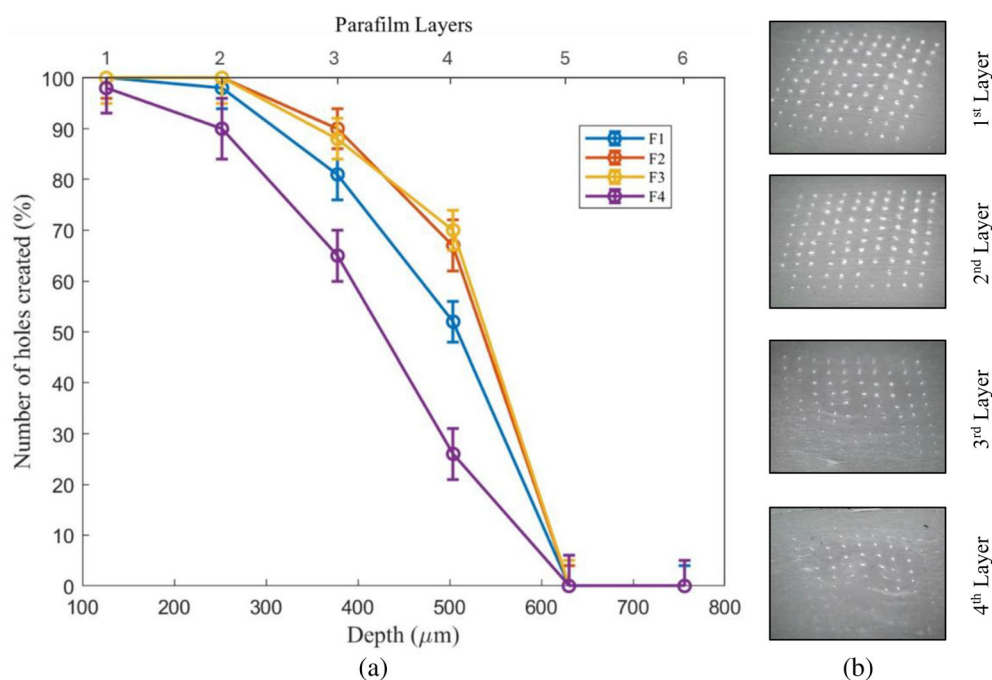 Parafilm Layers
1 2 3 4 5 6
100
90
80
70
60
50
40
30
20
10
0
Number of holes created (%)
F1
F2
F3
F4
100 200 300 400 500 600 700 800
Depth (μm)
(a)
1st Layer
2nd Layer
3rd Layer
4th Layer
(b)